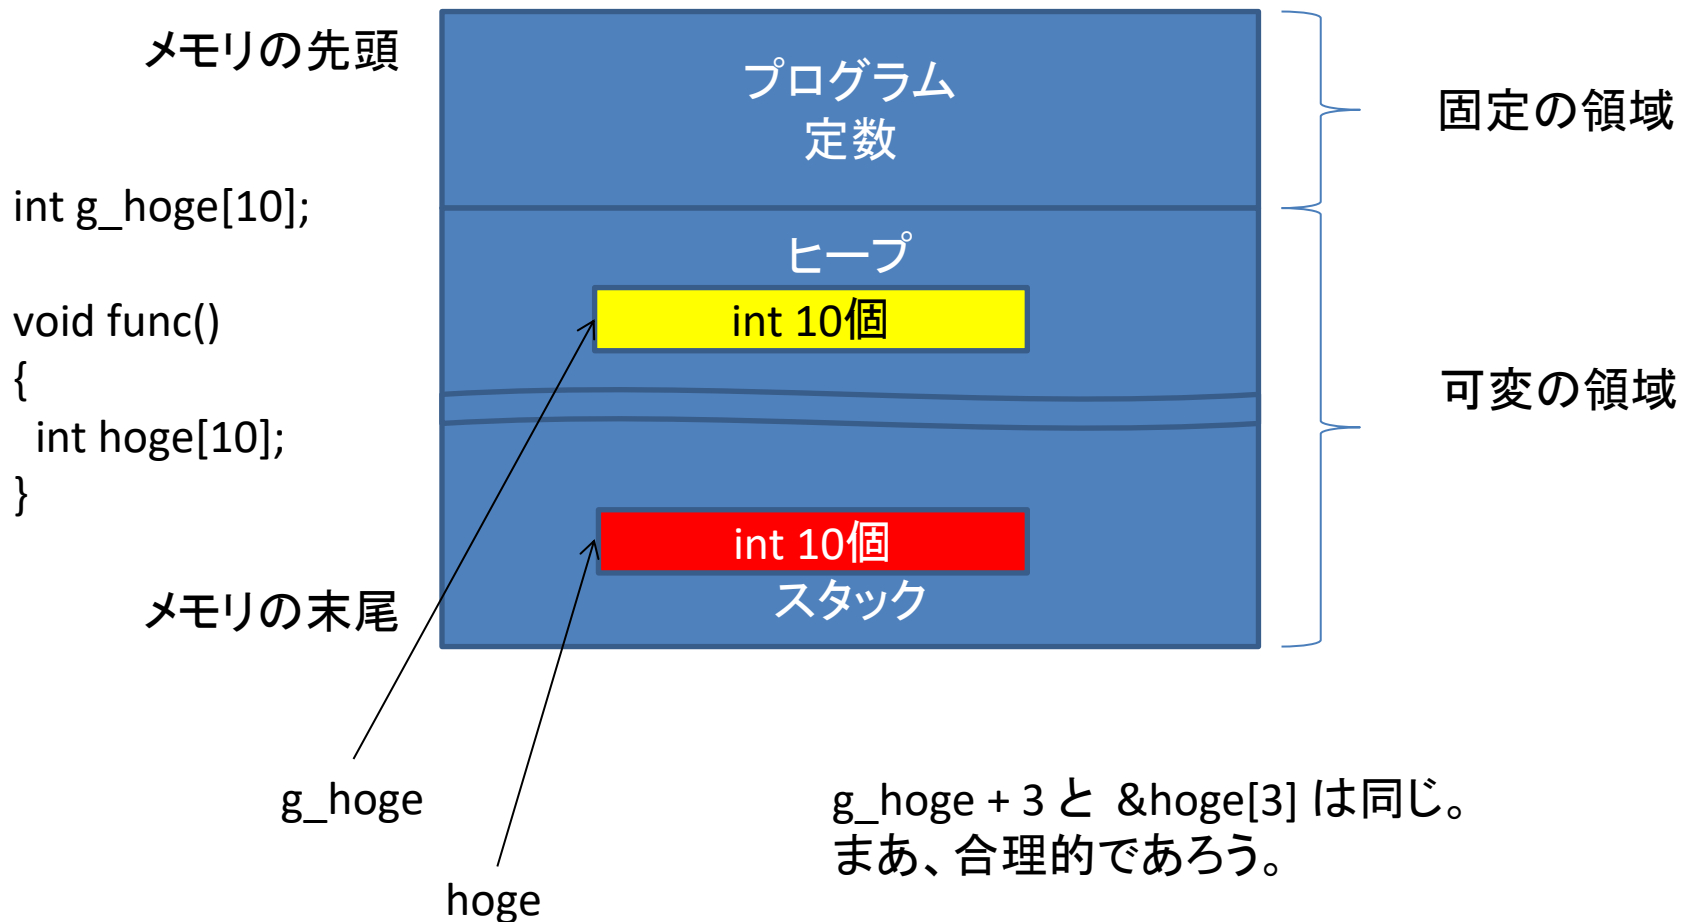 メモリの先頭
プログラム
定数
固定の領域
int g_hoge[10];
ヒープ
void func()
int 10個
{
可変の領域
int hoge[10];
}
int 10個
メモリの末尾
スタック
g_hoge
g_hoge + 3 と &hoge[3] は同じ。
まあ、合理的であろう。
hoge